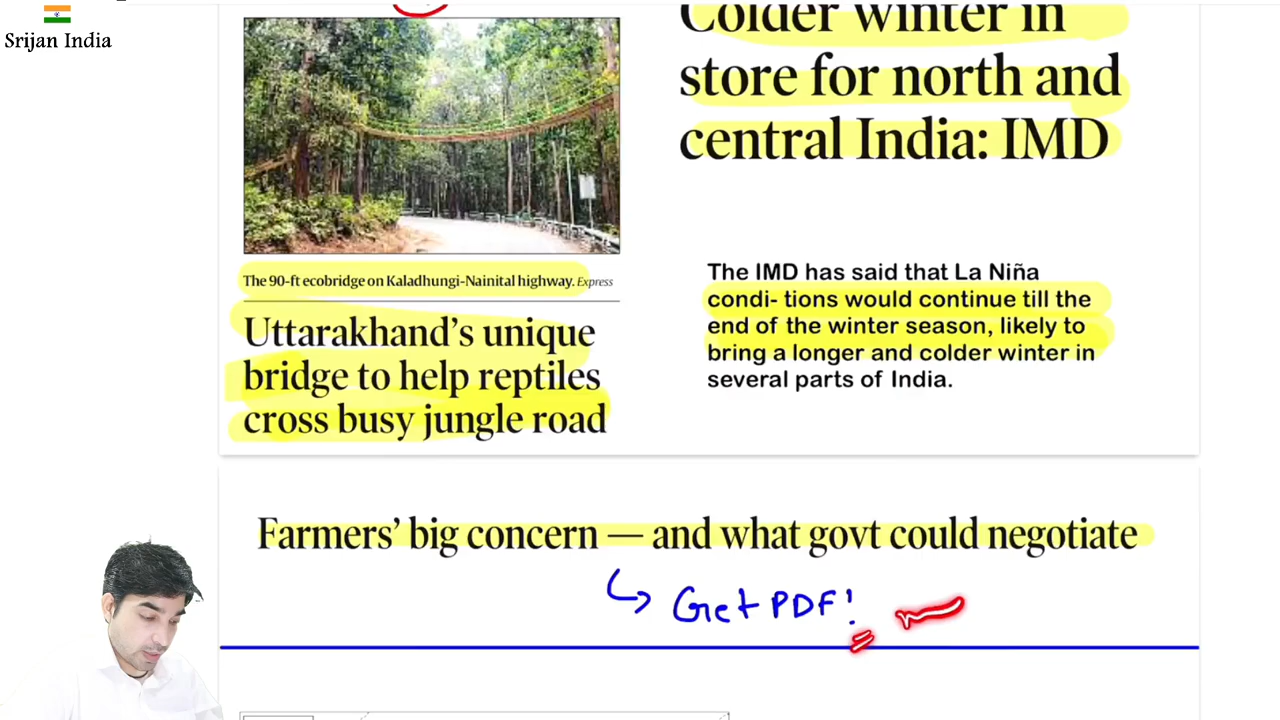 Srijan India
Colder winter in
store for north and
central India: IMD
The 90-ft ecobridge on Kaladhungi-Nainital highway. Express
Uttarakhand's unique
bridge to help reptiles
cross busy jungle road
The IMD has said that La Niña
condi- tions would continue till the
end of the winter season, likely to
bring a longer and colder winter in
several parts of India.
Farmers' big concern — and what govt could negotiate
Get PDF!